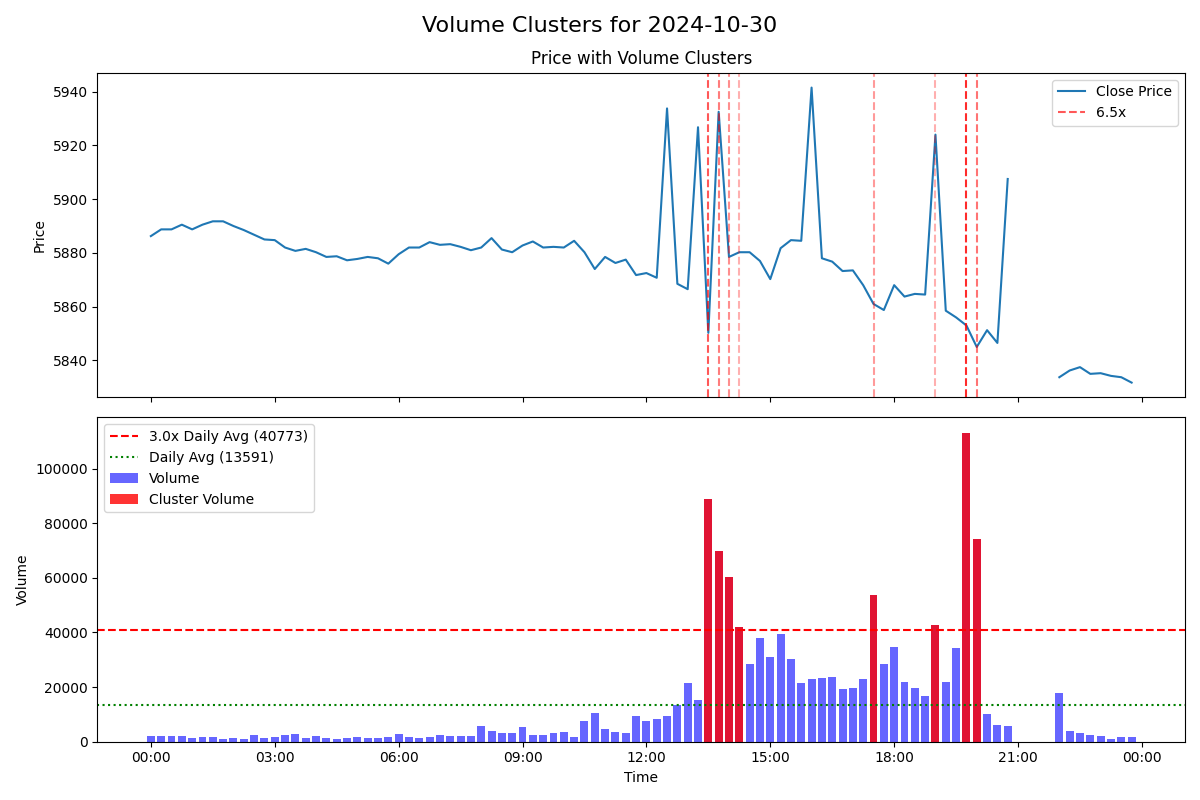 Volume Clusters for 2024-10-30
Price with Volume Clusters
5940
5920
5900
5880
5860
5840
Price
Close Price
6.5x
100000
80000
60000
40000
20000
0
Volume
3.0x Daily Avg (40773)
Daily Avg (13591)
Volume
Cluster Volume
00:00 03:00 06:00 09:00 12:00 15:00 18:00 21:00 00:00
Time